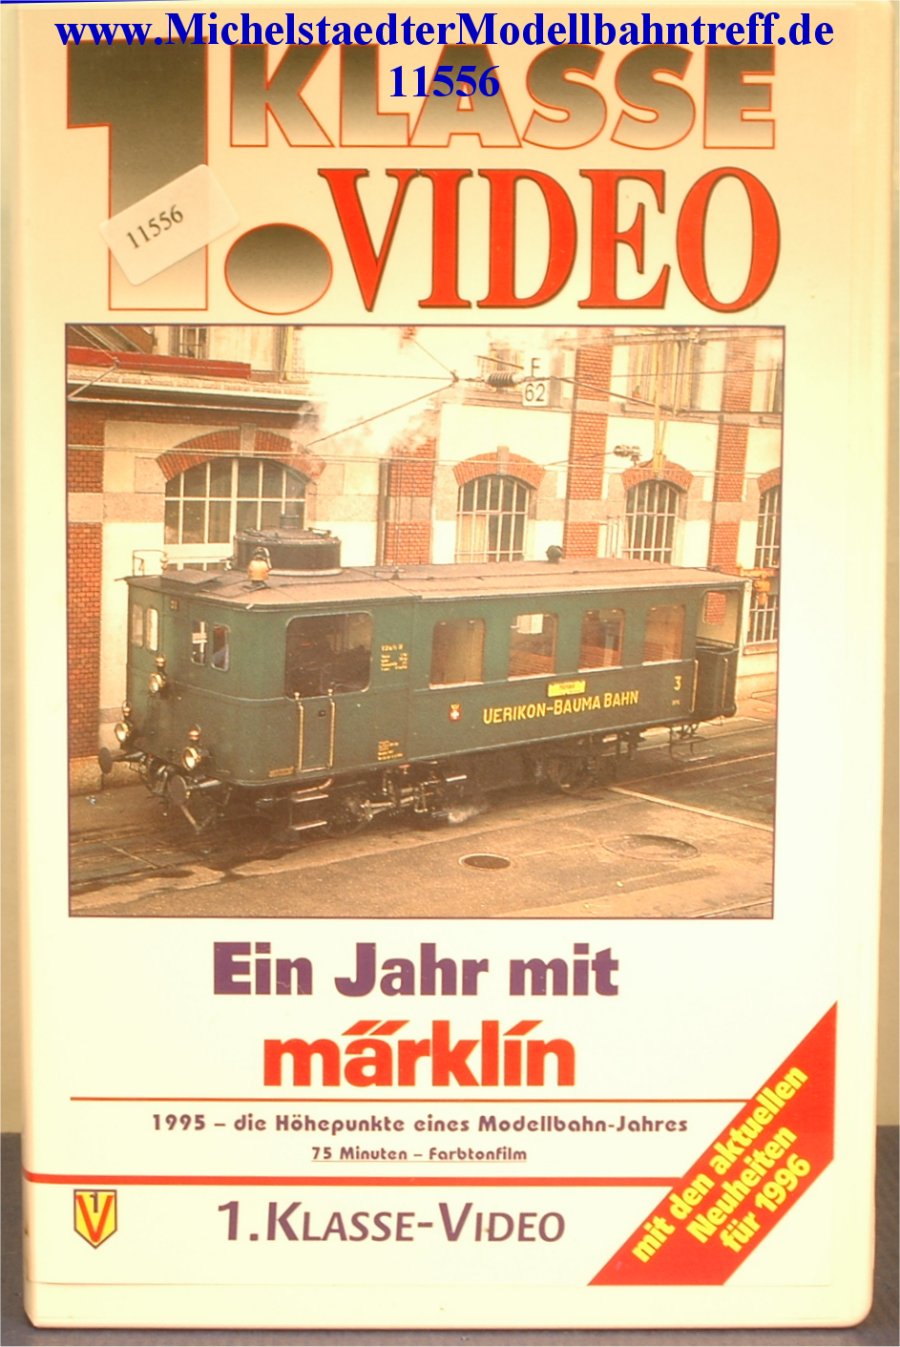 www.MichelstaedterModellbahntreff.de
11556
1. KLASSE
VIDEO
11556
F
62
UERIKON-BAUMA BAHN
3
Ein Jahr mit
märklin
1995 – die Höhepunkte eines Modellbahn-Jahres
75 Minuten – Farbtonfilm
mit den aktuellen
Neuheiten
für 1996
1
V
1.KLASSE-VIDEO